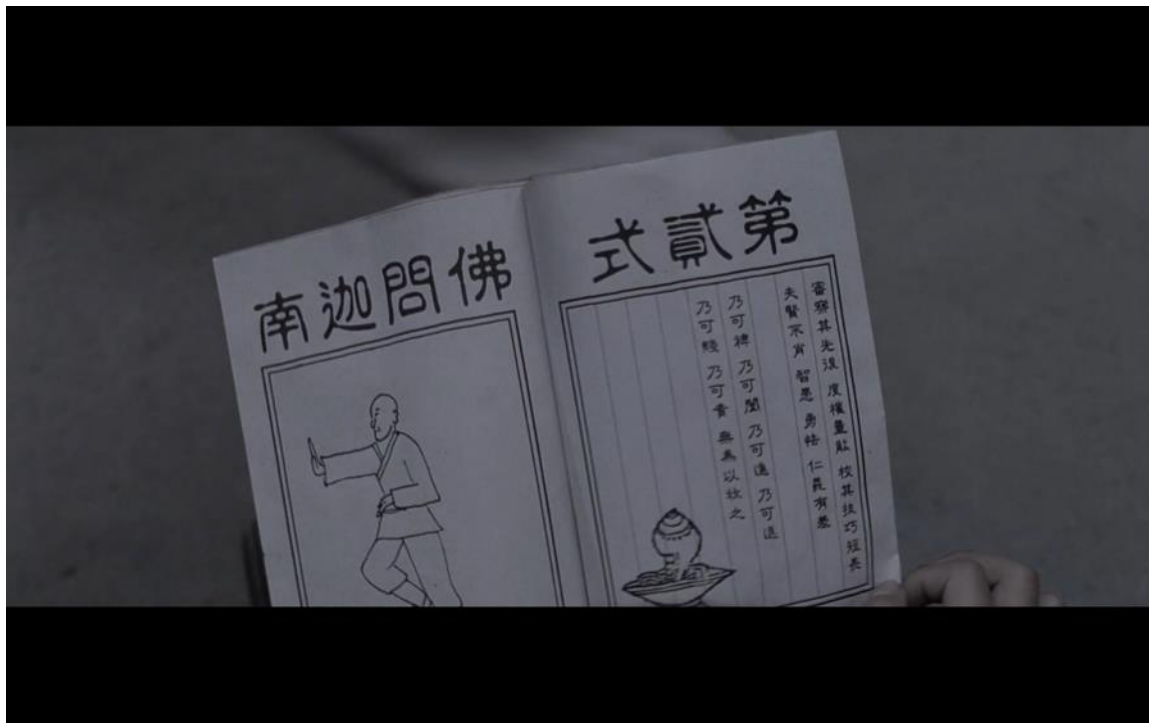 第貳式
審察其先後 度權量能 校其技巧短長
夫賢不肖 智愚 勇怯 仁義有差
乃可捭 乃可闔 乃可進 乃可退
乃可賤 乃可貴 無為以牧之
佛問迦南